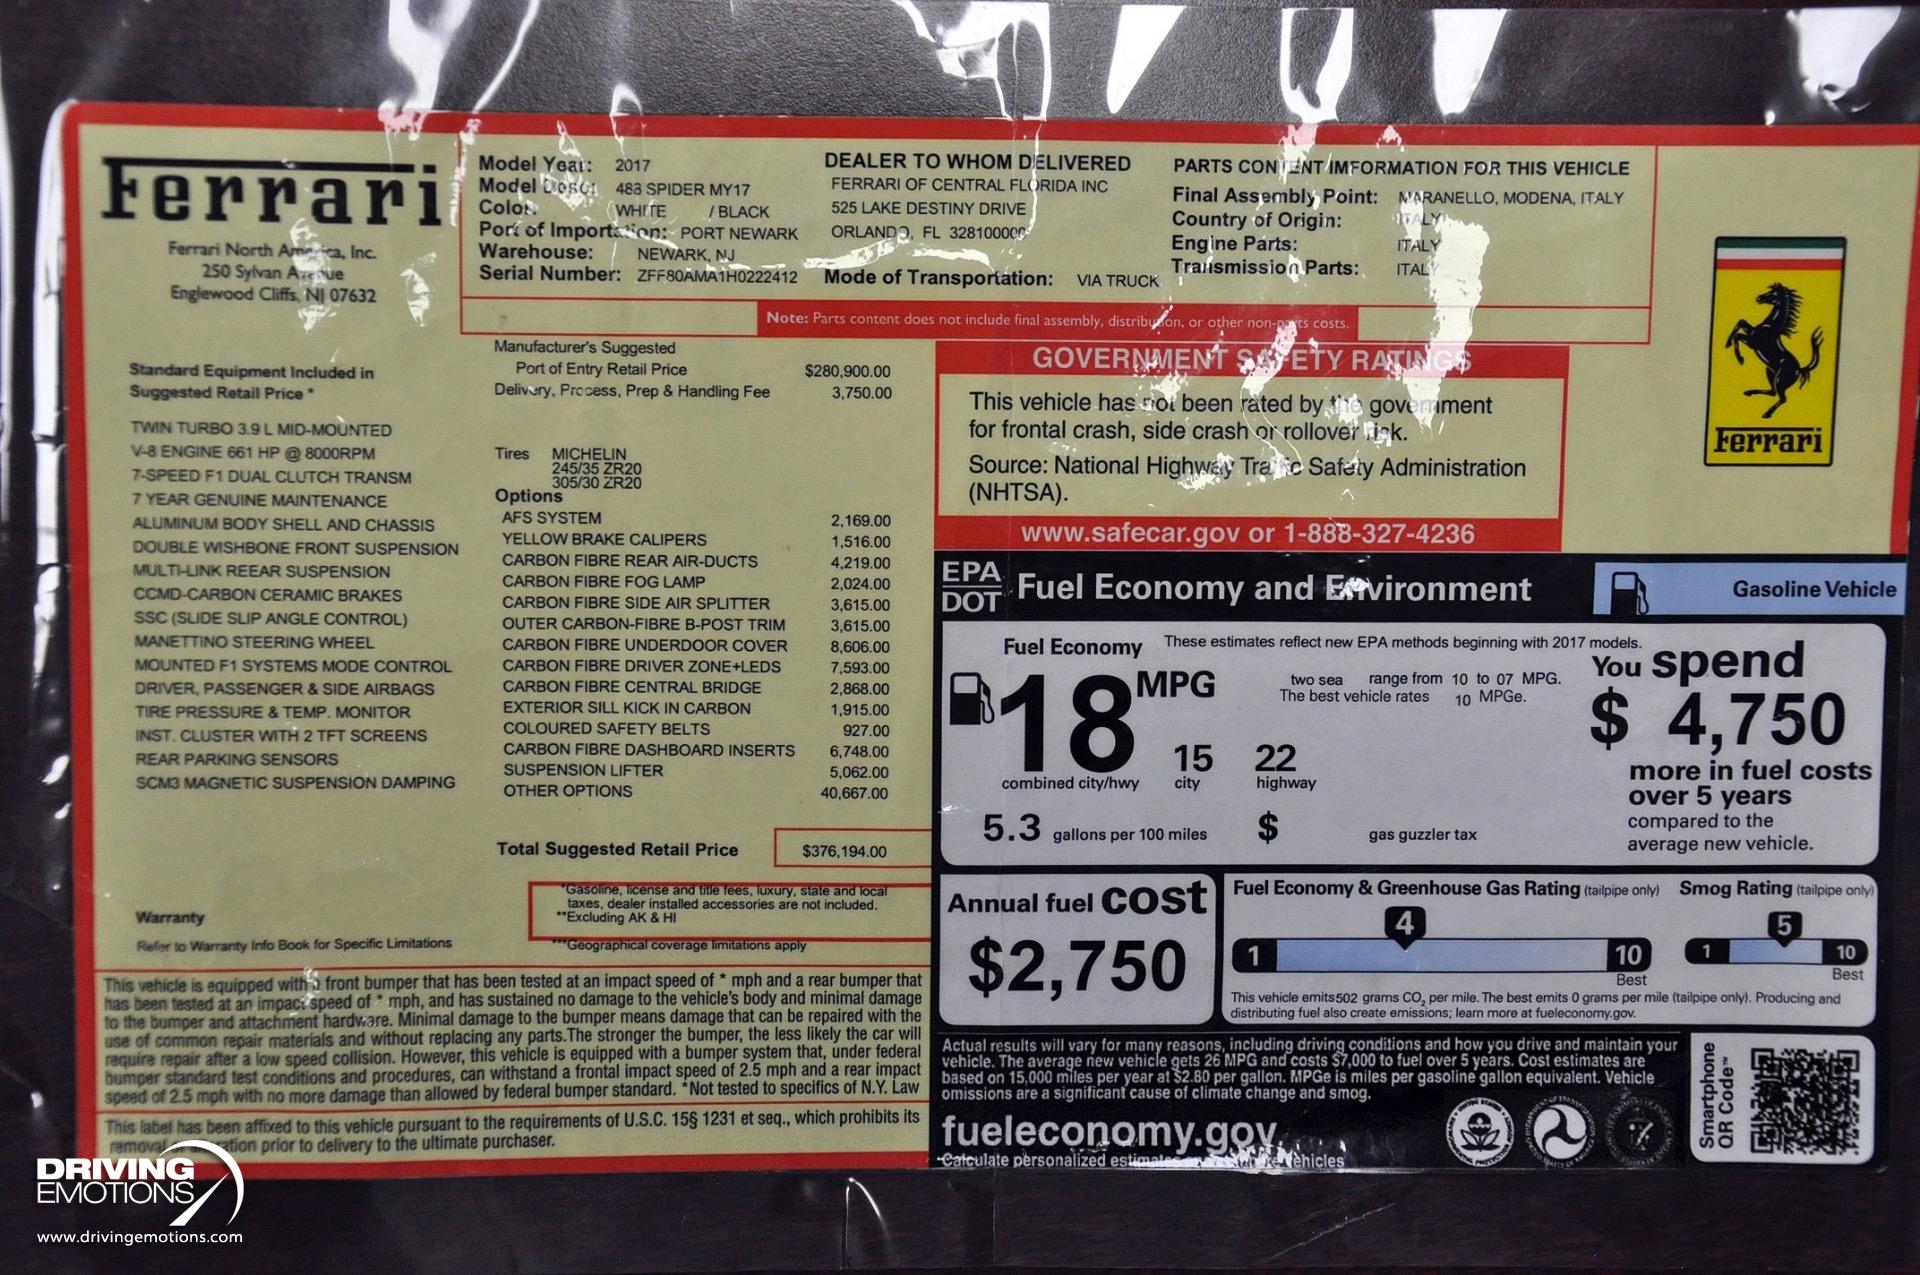 Ferrari
Ferrari North America, Inc.
250 Sylvan Avenue
Englewood Cliffs, NJ 07632
Model Year: 2017
Model Descr: 488 SPIDER MY17
Color: WHITE / BLACK
Port of Importation: PORT NEWARK
Warehouse: NEWARK, NJ
Serial Number: ZFF80AMA1H0222412
DEALER TO WHOM DELIVERED
FERRARI OF CENTRAL FLORIDA INC
525 LAKE DESTINY DRIVE
ORLANDO, FL 328100000
Mode of Transportation: VIA TRUCK
PARTS CONTENT IMFORMATION FOR THIS VEHICLE
Final Assembly Point: MARANELLO, MODENA, ITALY
Country of Origin: ITALY
Engine Parts: ITALY
Transmission Parts: ITALY
Note: Parts content does not include final assembly, distribution, or other non-parts costs.
Ferrari
Standard Equipment Included in
Suggested Retail Price *
TWIN TURBO 3.9 L MID-MOUNTED
V-8 ENGINE 661 HP @ 8000RPM
7-SPEED F1 DUAL CLUTCH TRANSM
7 YEAR GENUINE MAINTENANCE
ALUMINUM BODY SHELL AND CHASSIS
DOUBLE WISHBONE FRONT SUSPENSION
MULTI-LINK REEAR SUSPENSION
CCMD-CARBON CERAMIC BRAKES
SSC (SLIDE SLIP ANGLE CONTROL)
MANETTINO STEERING WHEEL
MOUNTED F1 SYSTEMS MODE CONTROL
DRIVER, PASSENGER & SIDE AIRBAGS
TIRE PRESSURE & TEMP. MONITOR
INST. CLUSTER WITH 2 TFT SCREENS
REAR PARKING SENSORS
SCM3 MAGNETIC SUSPENSION DAMPING
Warranty
Refer to Warranty Info Book for Specific Limitations
Manufacturer's Suggested
Port of Entry Retail Price $280,900.00
Delivery, Process, Prep & Handling Fee 3,750.00
Tires MICHELIN
245/35 ZR20
305/30 ZR20
Options
AFS SYSTEM 2,169.00
YELLOW BRAKE CALIPERS 1,516.00
CARBON FIBRE REAR AIR-DUCTS 4,219.00
CARBON FIBRE FOG LAMP 2,024.00
CARBON FIBRE SIDE AIR SPLITTER 3,615.00
OUTER CARBON-FIBRE B-POST TRIM 3,615.00
CARBON FIBRE UNDERDOOR COVER 8,606.00
CARBON FIBRE DRIVER ZONE+LEDS 7,593.00
CARBON FIBRE CENTRAL BRIDGE 2,868.00
EXTERIOR SILL KICK IN CARBON 1,915.00
COLOURED SAFETY BELTS 927.00
CARBON FIBRE DASHBOARD INSERTS 6,748.00
SUSPENSION LIFTER 5,062.00
OTHER OPTIONS 40,667.00
Total Suggested Retail Price $376,194.00
*Gasoline, license and title fees, luxury, state and local
taxes, dealer installed accessories are not included.
**Excluding AK & HI
***Geographical coverage limitations apply
This vehicle is equipped with a front bumper that has been tested at an impact speed of * mph and a rear bumper that
has been tested at an impact speed of * mph, and has sustained no damage to the vehicle's body and minimal damage
to the bumper and attachment hardware. Minimal damage to the bumper means damage that can be repaired with the
use of common repair materials and without replacing any parts.The stronger the bumper, the less likely the car will
require repair after a low speed collision. However, this vehicle is equipped with a bumper system that, under federal
bumper standard test conditions and procedures, can withstand a frontal impact speed of 2.5 mph and a rear impact
speed of 2.5 mph with no more damage than allowed by federal bumper standard. *Not tested to specifics of N.Y. Law
This label has been affixed to this vehicle pursuant to the requirements of U.S.C. 15§ 1231 et seq., which prohibits its
removal prior to delivery to the ultimate purchaser.
GOVERNMENT SAFETY RATINGS
This vehicle has not been rated by the government
for frontal crash, side crash or rollover risk.
Source: National Highway Traffic Safety Administration
(NHTSA).
www.safecar.gov or 1-888-327-4236
EPA
DOT
Fuel Economy and Environment
Gasoline Vehicle
Fuel Economy
These estimates reflect new EPA methods beginning with 2017 models.
18 MPG
combined city/hwy
15
city
22
highway
two sea range from 10 to 07 MPG.
The best vehicle rates 10 MPGe.
5.3 gallons per 100 miles
$ gas guzzler tax
You spend
$ 4,750
more in fuel costs
over 5 years
compared to the
average new vehicle.
Annual fuel cost
$2,750
Fuel Economy & Greenhouse Gas Rating (tailpipe only)
4
1 10
Best
Smog Rating (tailpipe only)
5
1 10
Best
This vehicle emits502 grams CO2 per mile. The best emits 0 grams per mile (tailpipe only). Producing and
distributing fuel also create emissions; learn more at fueleconomy.gov.
Actual results will vary for many reasons, including driving conditions and how you drive and maintain your
vehicle. The average new vehicle gets 26 MPG and costs $7,000 to fuel over 5 years. Cost estimates are
based on 15,000 miles per year at $2.80 per gallon. MPGe is miles per gasoline gallon equivalent. Vehicle
emissions are a significant cause of climate change and smog.
fueleconomy.gov
Calculate personalized estimates vehicles
Smartphone
QR Code™
DRIVING
EMOTIONS
www.drivingemotions.com